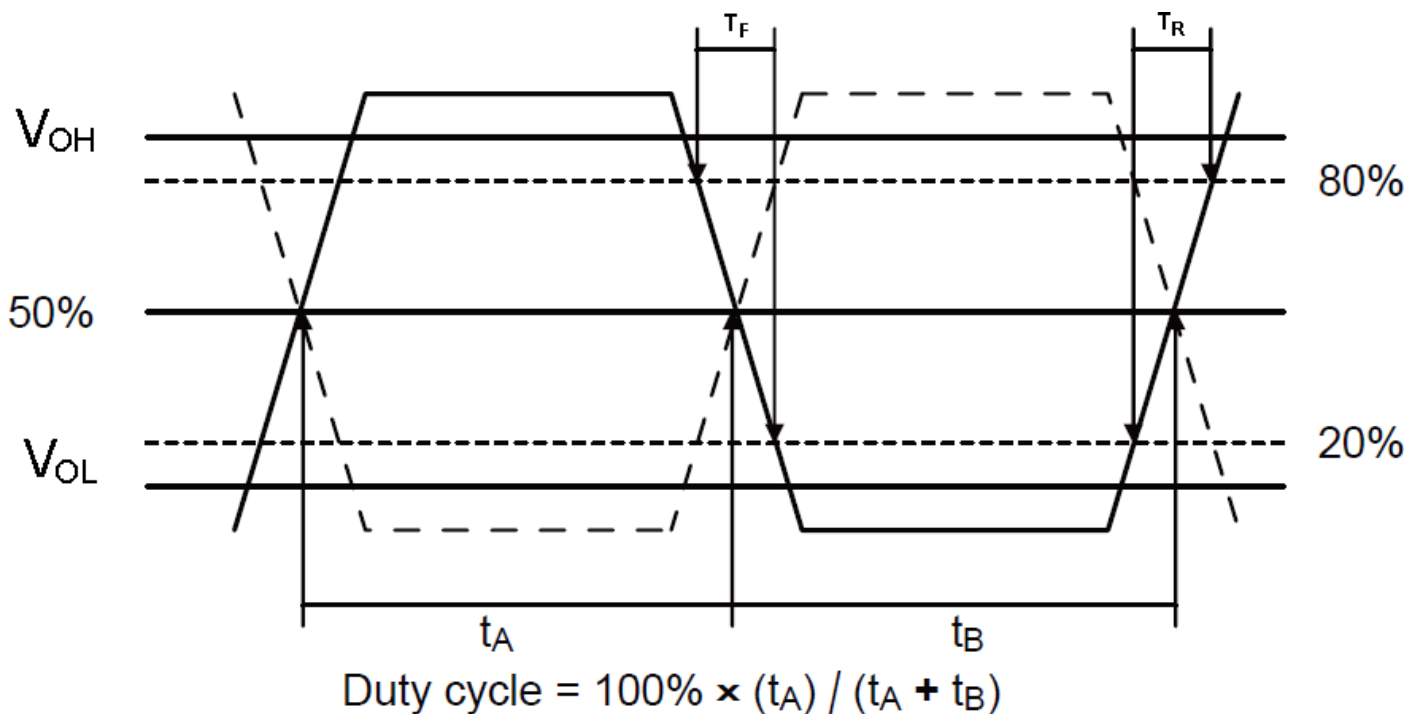 TF
TR
VOH
80%
50%
VOL
20%
tA
tB
Duty cycle = 100% × (tA) / (tA + tB)